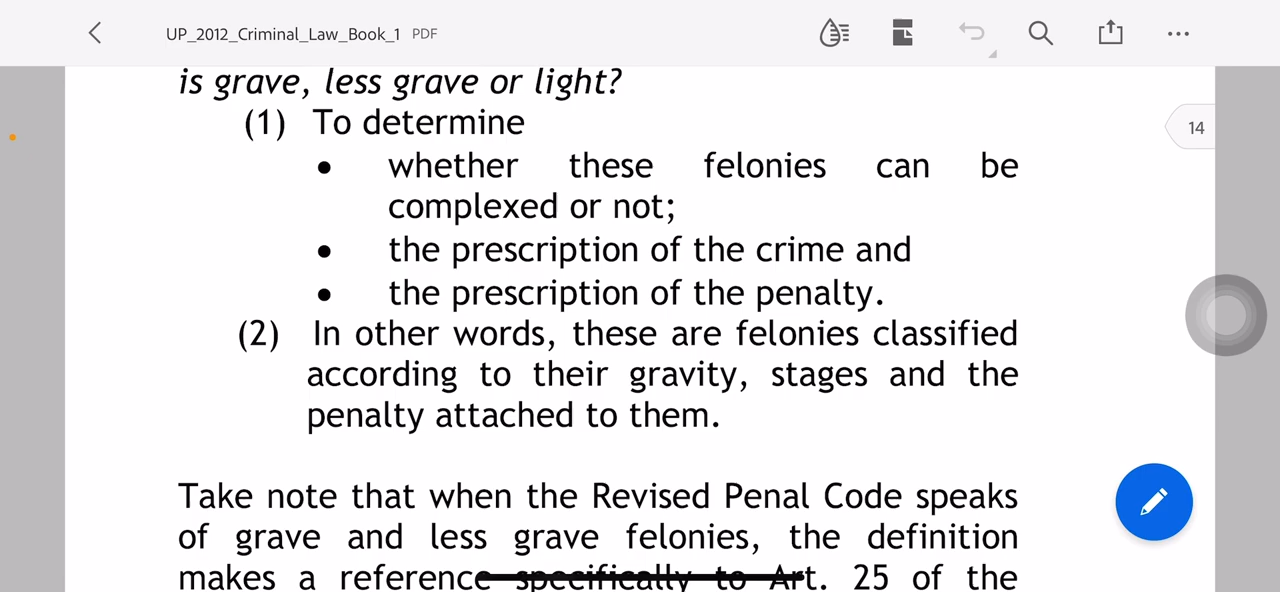 UP_2012_Criminal_Law_Book_1 PDF
is grave, less grave or light?
14
(1) To determine
• whether these felonies can be
complexed or not;
• the prescription of the crime and
• the prescription of the penalty.
(2) In other words, these are felonies classified
according to their gravity, stages and the
penalty attached to them.
Take note that when the Revised Penal Code speaks
of grave and less grave felonies, the definition
makes a reference specifically to Art. 25 of the